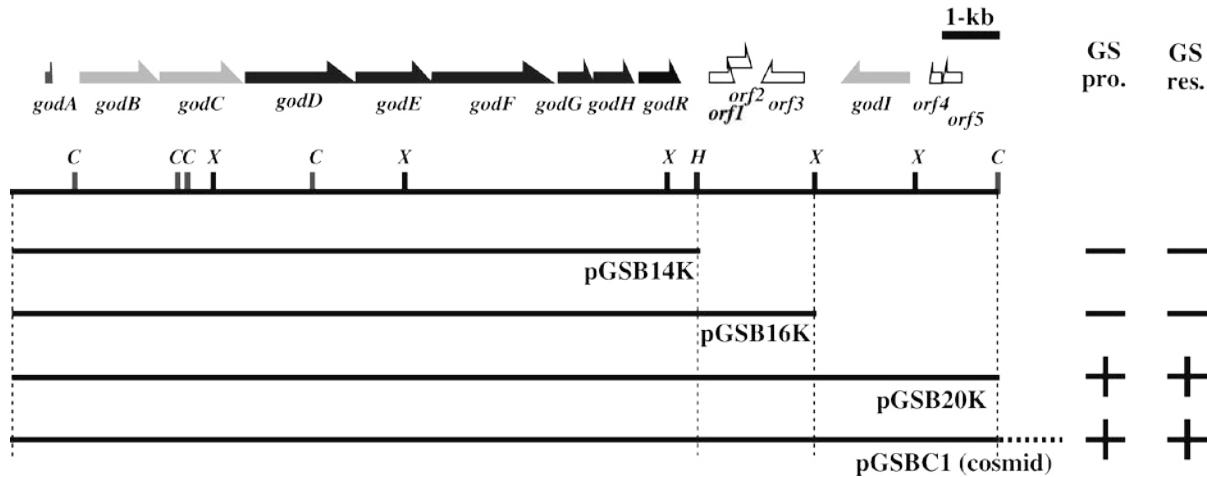 1-kb
GS GS
pro. res.
godA godB godC godD godE godF godG godH godR orf1 orf2 orf3 godI orf4 orf5
C CC X C X X H X X C
pGSB14K − −
pGSB16K − −
pGSB20K + +
pGSBC1 (cosmid) + +